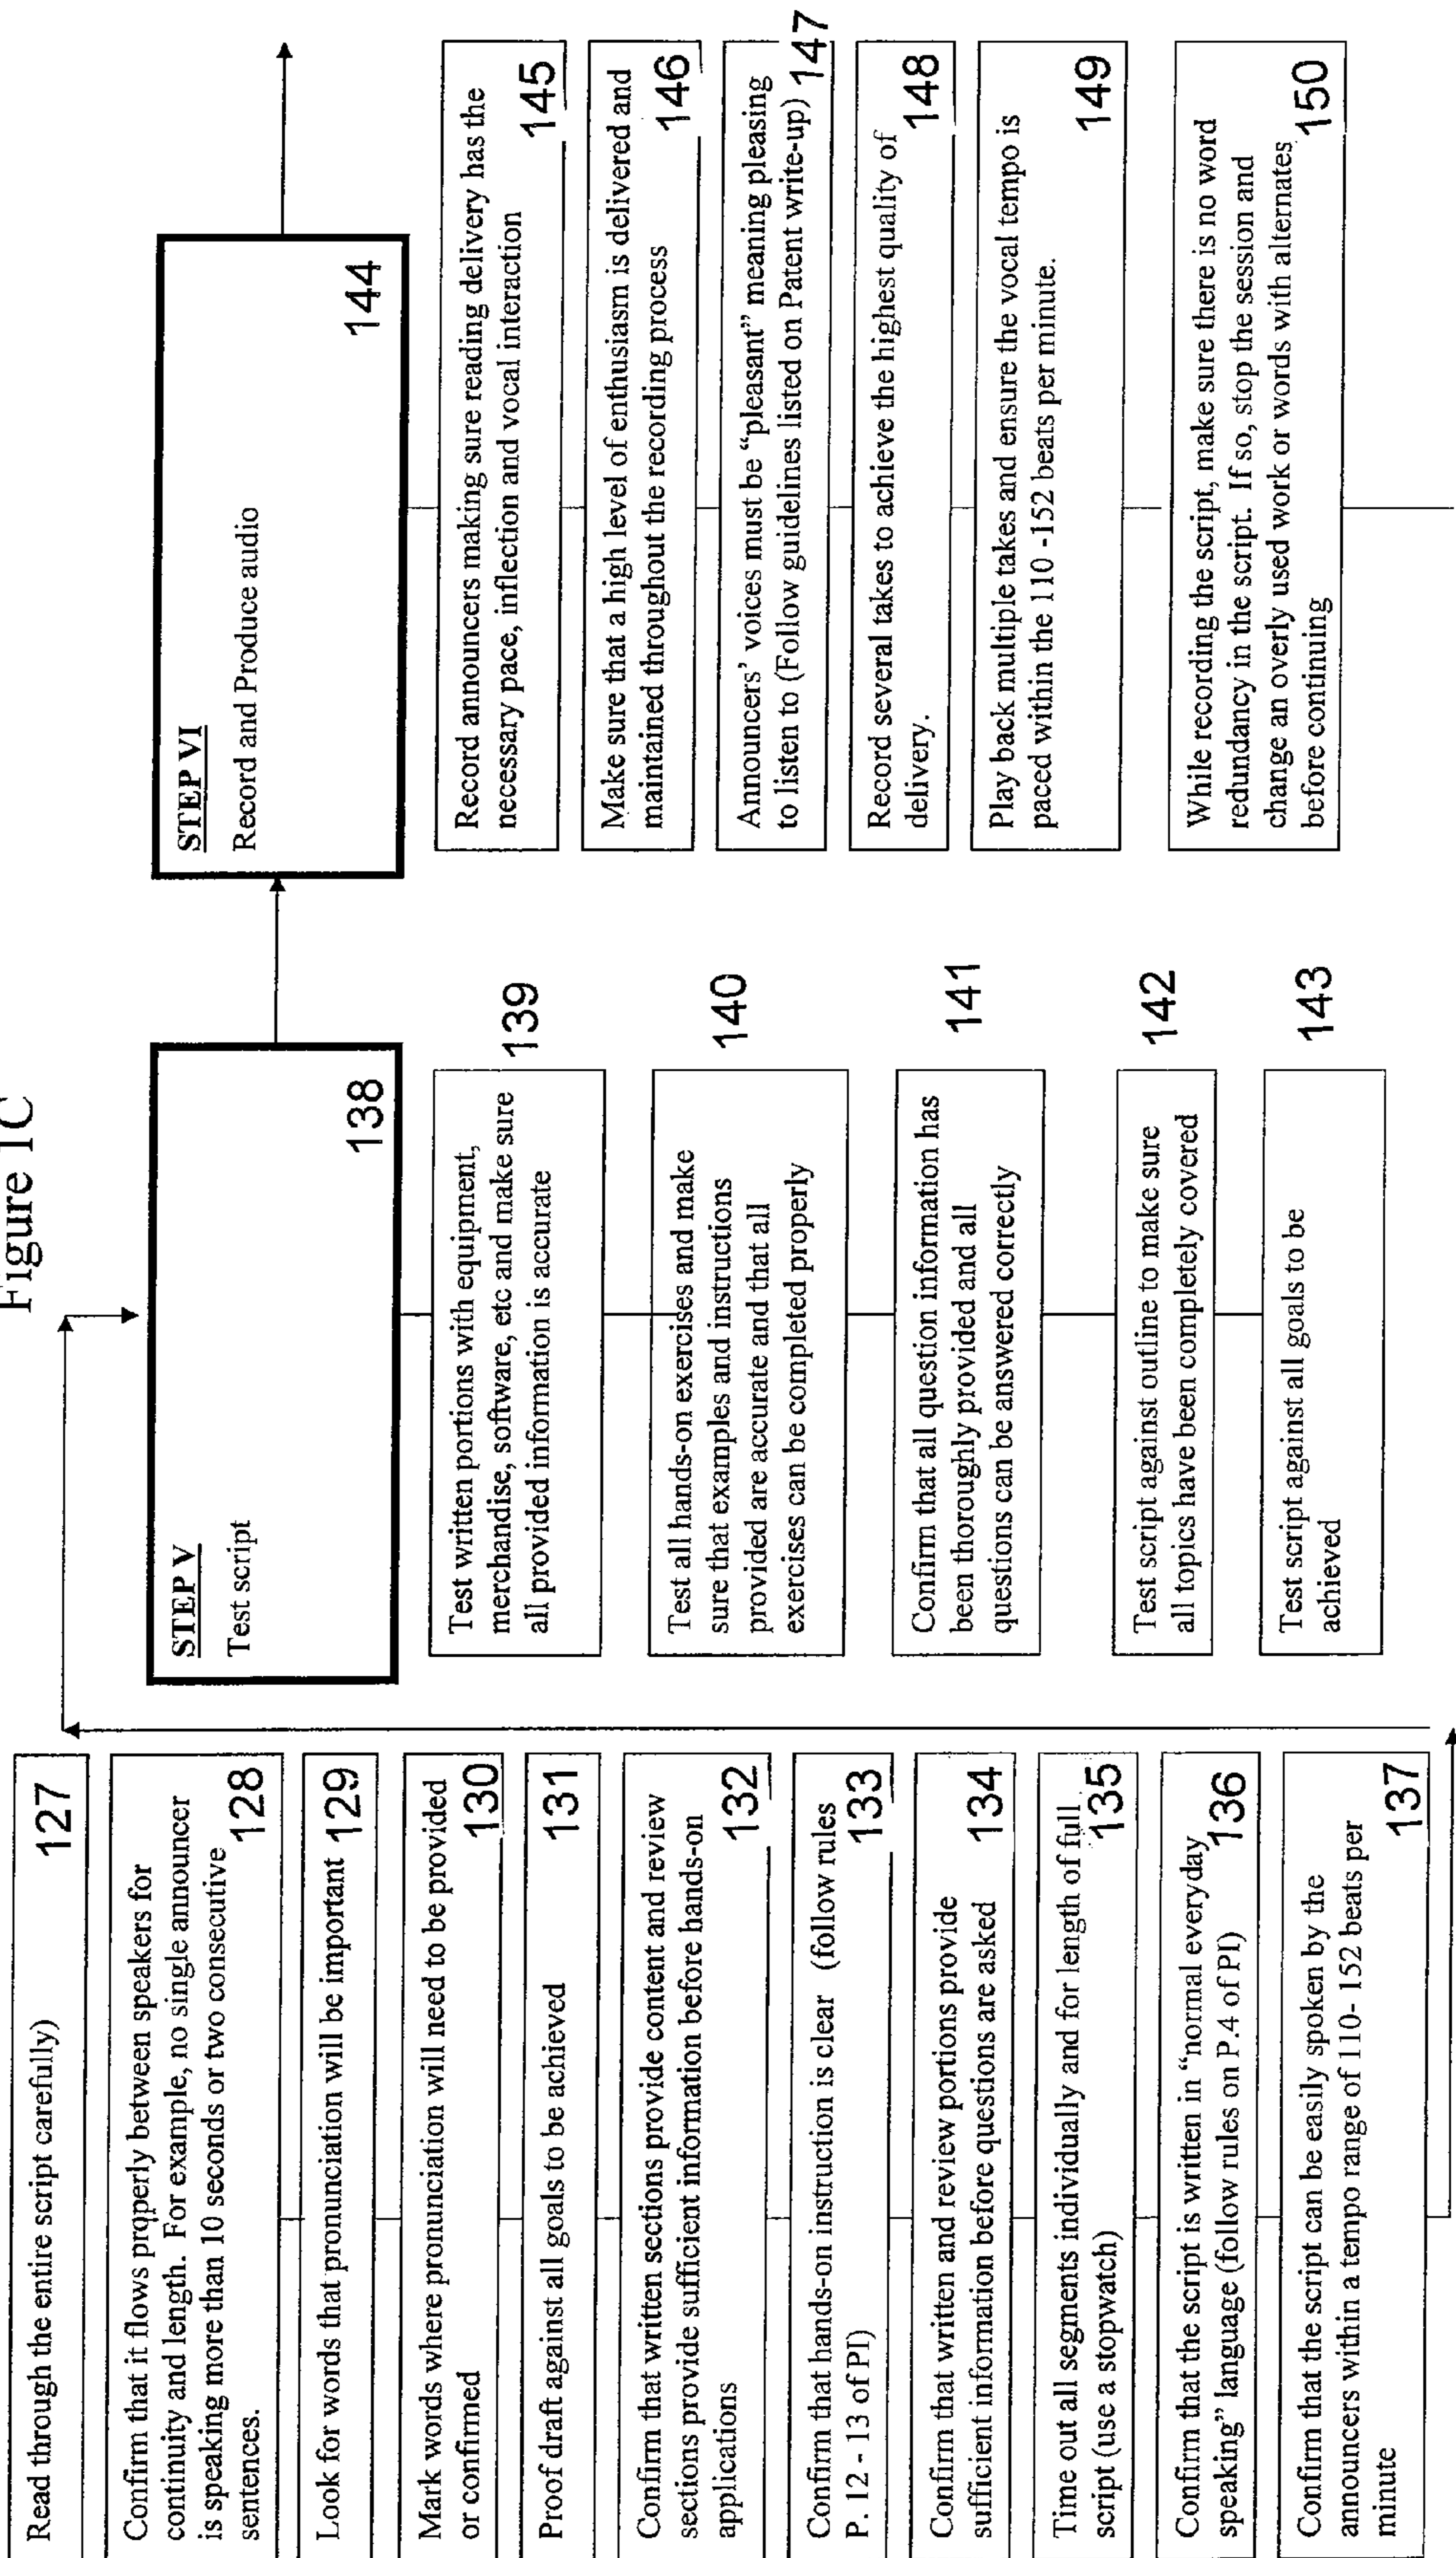 Figure 1C
Read through the entire script carefully)
127
Confirm that it flows properly between speakers for
continuity and length. For example, no single announcer
is speaking more than 10 seconds or two consecutive
sentences.
128
Look for words that pronunciation will be important
129
Mark words where pronunciation will need to be provided
or confirmed
130
Proof draft against all goals to be achieved
131
Confirm that written sections provide content and review
sections provide sufficient information before hands-on
applications
132
Confirm that hands-on instruction is clear (follow rules
P. 12 - 13 of PI)
133
Confirm that written and review portions provide
sufficient information before questions are asked
134
Time out all segments individually and for length of full
script (use a stopwatch)
135
Confirm that the script is written in “normal everyday
speaking” language (follow rules on P.4 of PI)
136
Confirm that the script can be easily spoken by the
announcers within a tempo range of 110- 152 beats per
minute
137
STEP V
Test script
138
Test written portions with equipment,
merchandise, software, etc and make sure
all provided information is accurate
139
Test all hands-on exercises and make
sure that examples and instructions
provided are accurate and that all
exercises can be completed properly
140
Confirm that all question information has
been thoroughly provided and all
questions can be answered correctly
141
Test script against outline to make sure
all topics have been completely covered
142
Test script against all goals to be
achieved
143
STEP VI
Record and Produce audio
144
Record announcers making sure reading delivery has the
necessary pace, inflection and vocal interaction
145
Make sure that a high level of enthusiasm is delivered and
maintained throughout the recording process
146
Announcers’ voices must be “pleasant” meaning pleasing
to listen to (Follow guidelines listed on Patent write-up)
147
Record several takes to achieve the highest quality of
delivery.
148
Play back multiple takes and ensure the vocal tempo is
paced within the 110 -152 beats per minute.
149
While recording the script, make sure there is no word
redundancy in the script. If so, stop the session and
change an overly used work or words with alternates
before continuing
150